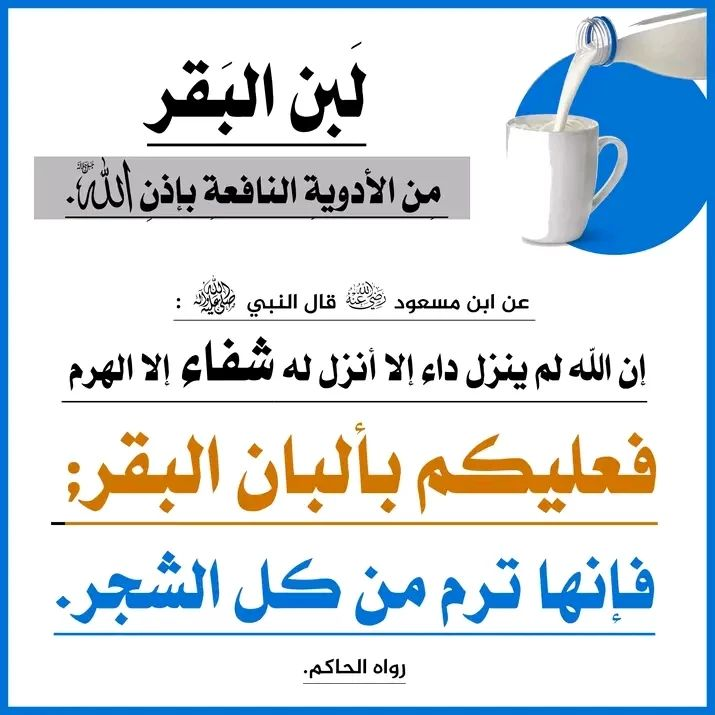 لَبن البَقر
مِن الأدويةِ النافعةِ بإذنِ الله ﷻ.
عن ابن مسعود رضي الله عنه قال النبي ﷺ :
إن الله لم ينزل داء إلا أنزل له شفاء إلا الهرم
فعليكم بألبان البقر؛
فإنها ترم من كل الشجر.
رواه الحاكم.